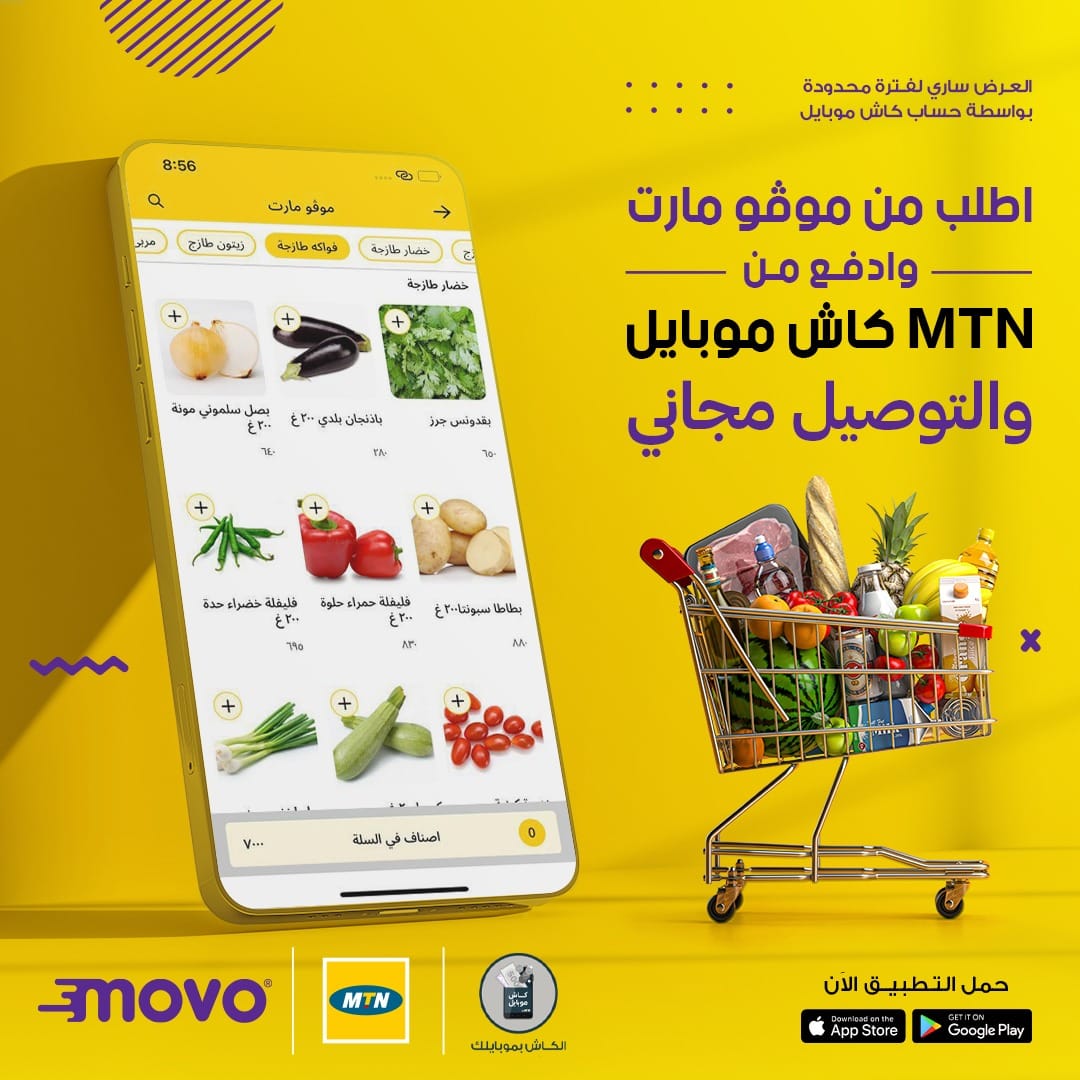 العرض ساري لفترة محدودة
بواسطة حساب كاش موبايل
اطلب من موڤو مارت
وادفع من
MTN كاش موبايل
والتوصيل مجاني
8:56
موڤو مارت
خضار طازجة
فواكه طازجة
زيتون طازج
خضار طازجة
بقدونس جرز
٦٥٠
باذنجان بلدي ٢٠٠ غ
٢٨٠
بصل سلموني مونة
٢٠٠ غ
٦٤٠
بطاطا سبونتا٢٠٠ غ
٨٨٠
فليفلة حمراء حلوة
٢٠٠ غ
٨٣٠
فليفلة خضراء حدة
٢٠٠ غ
٦٩٥
٥
اصناف في السلة
٧٠٠٠
movo®
MTN
كاش
موبايل
الكاش بموبايلك
حمل التطبيق الآن
Download on the
App Store
GET IT ON
Google Play